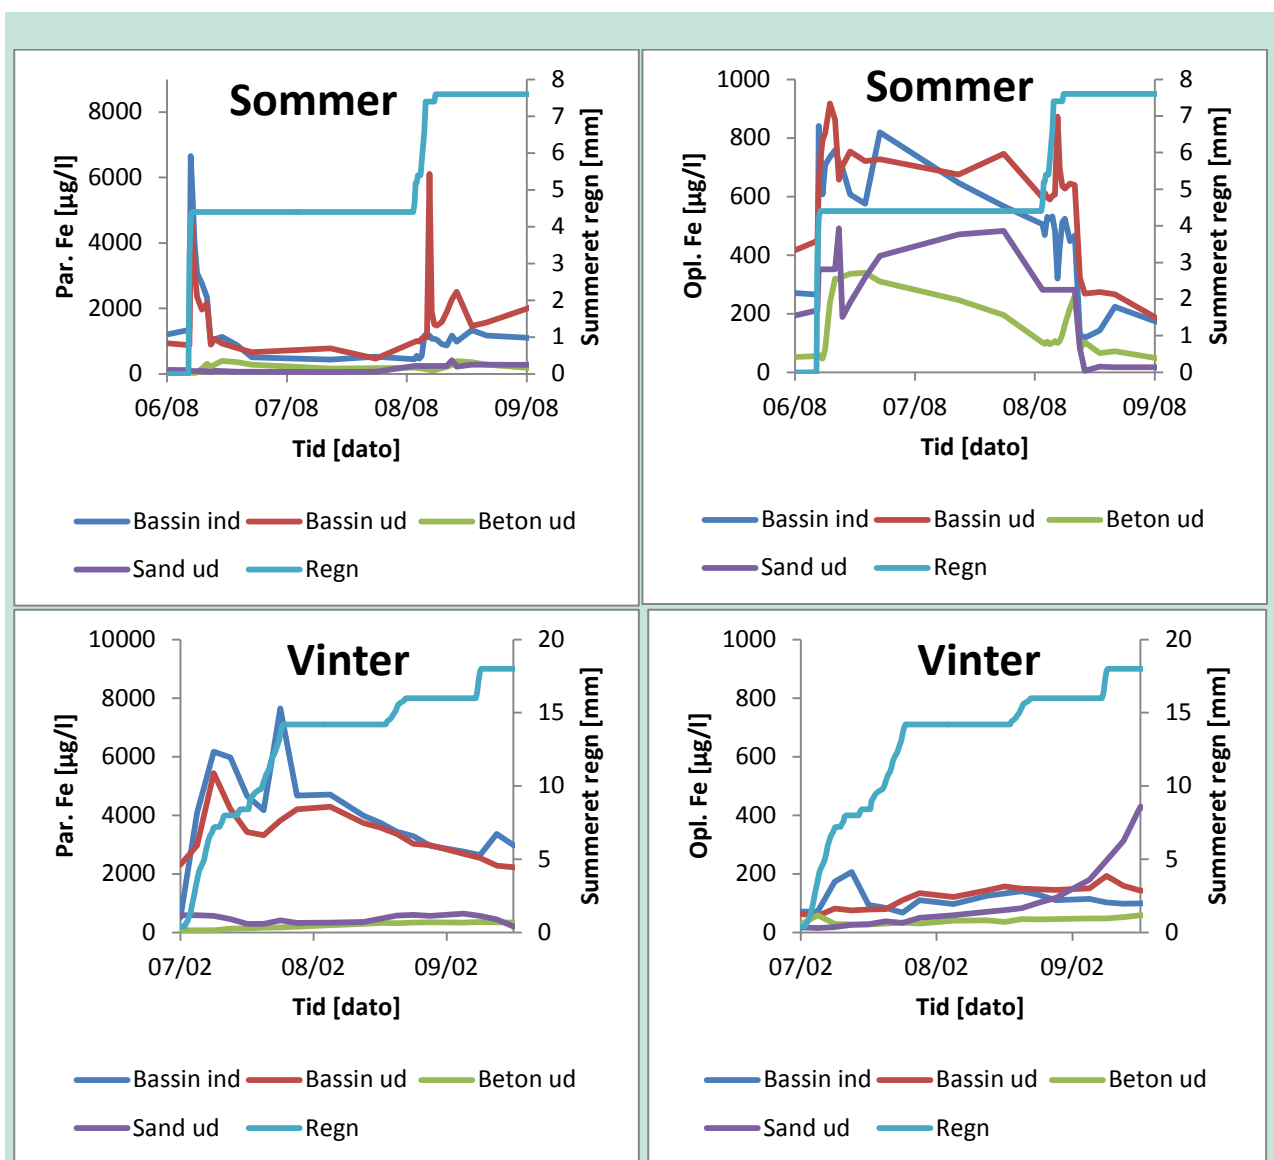 Sommer
Par. Fe [µg/l]
8000
6000
4000
2000
0
8
7
6
5
4
3
2
1
0
Summeret regn [mm]
06/08 07/08 08/08 09/08
Tid [dato]
Bassin ind Bassin ud Beton ud
Sand ud Regn
Sommer
Opl. Fe [µg/l]
1000
800
600
400
200
0
8
7
6
5
4
3
2
1
0
Summeret regn [mm]
06/08 07/08 08/08 09/08
Tid [dato]
Bassin ind Bassin ud Beton ud
Sand ud Regn
Vinter
Par. Fe [µg/l]
10000
8000
6000
4000
2000
0
20
15
10
5
0
Summeret regn [mm]
07/02 08/02 09/02
Tid [dato]
Bassin ind Bassin ud Beton ud
Sand ud Regn
Vinter
Opl. Fe [µg/l]
1000
800
600
400
200
0
20
15
10
5
0
Summeret regn [mm]
07/02 08/02 09/02
Tid [dato]
Bassin ind Bassin ud Beton ud
Sand ud Regn